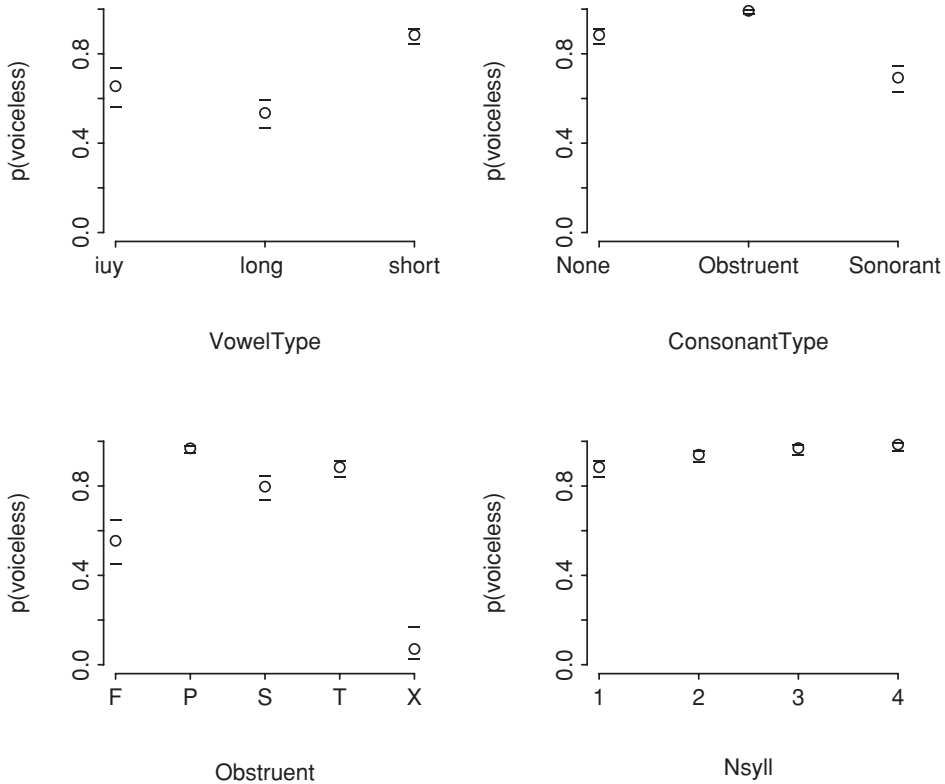 p(voiceless)
0.8
0.4
0.0
iuy long short
VowelType
p(voiceless)
0.8
0.4
0.0
None Obstruent Sonorant
ConsonantType
p(voiceless)
0.8
0.4
0.0
F P S T X
Obstruent
p(voiceless)
0.8
0.4
0.0
1 2 3 4
Nsyll